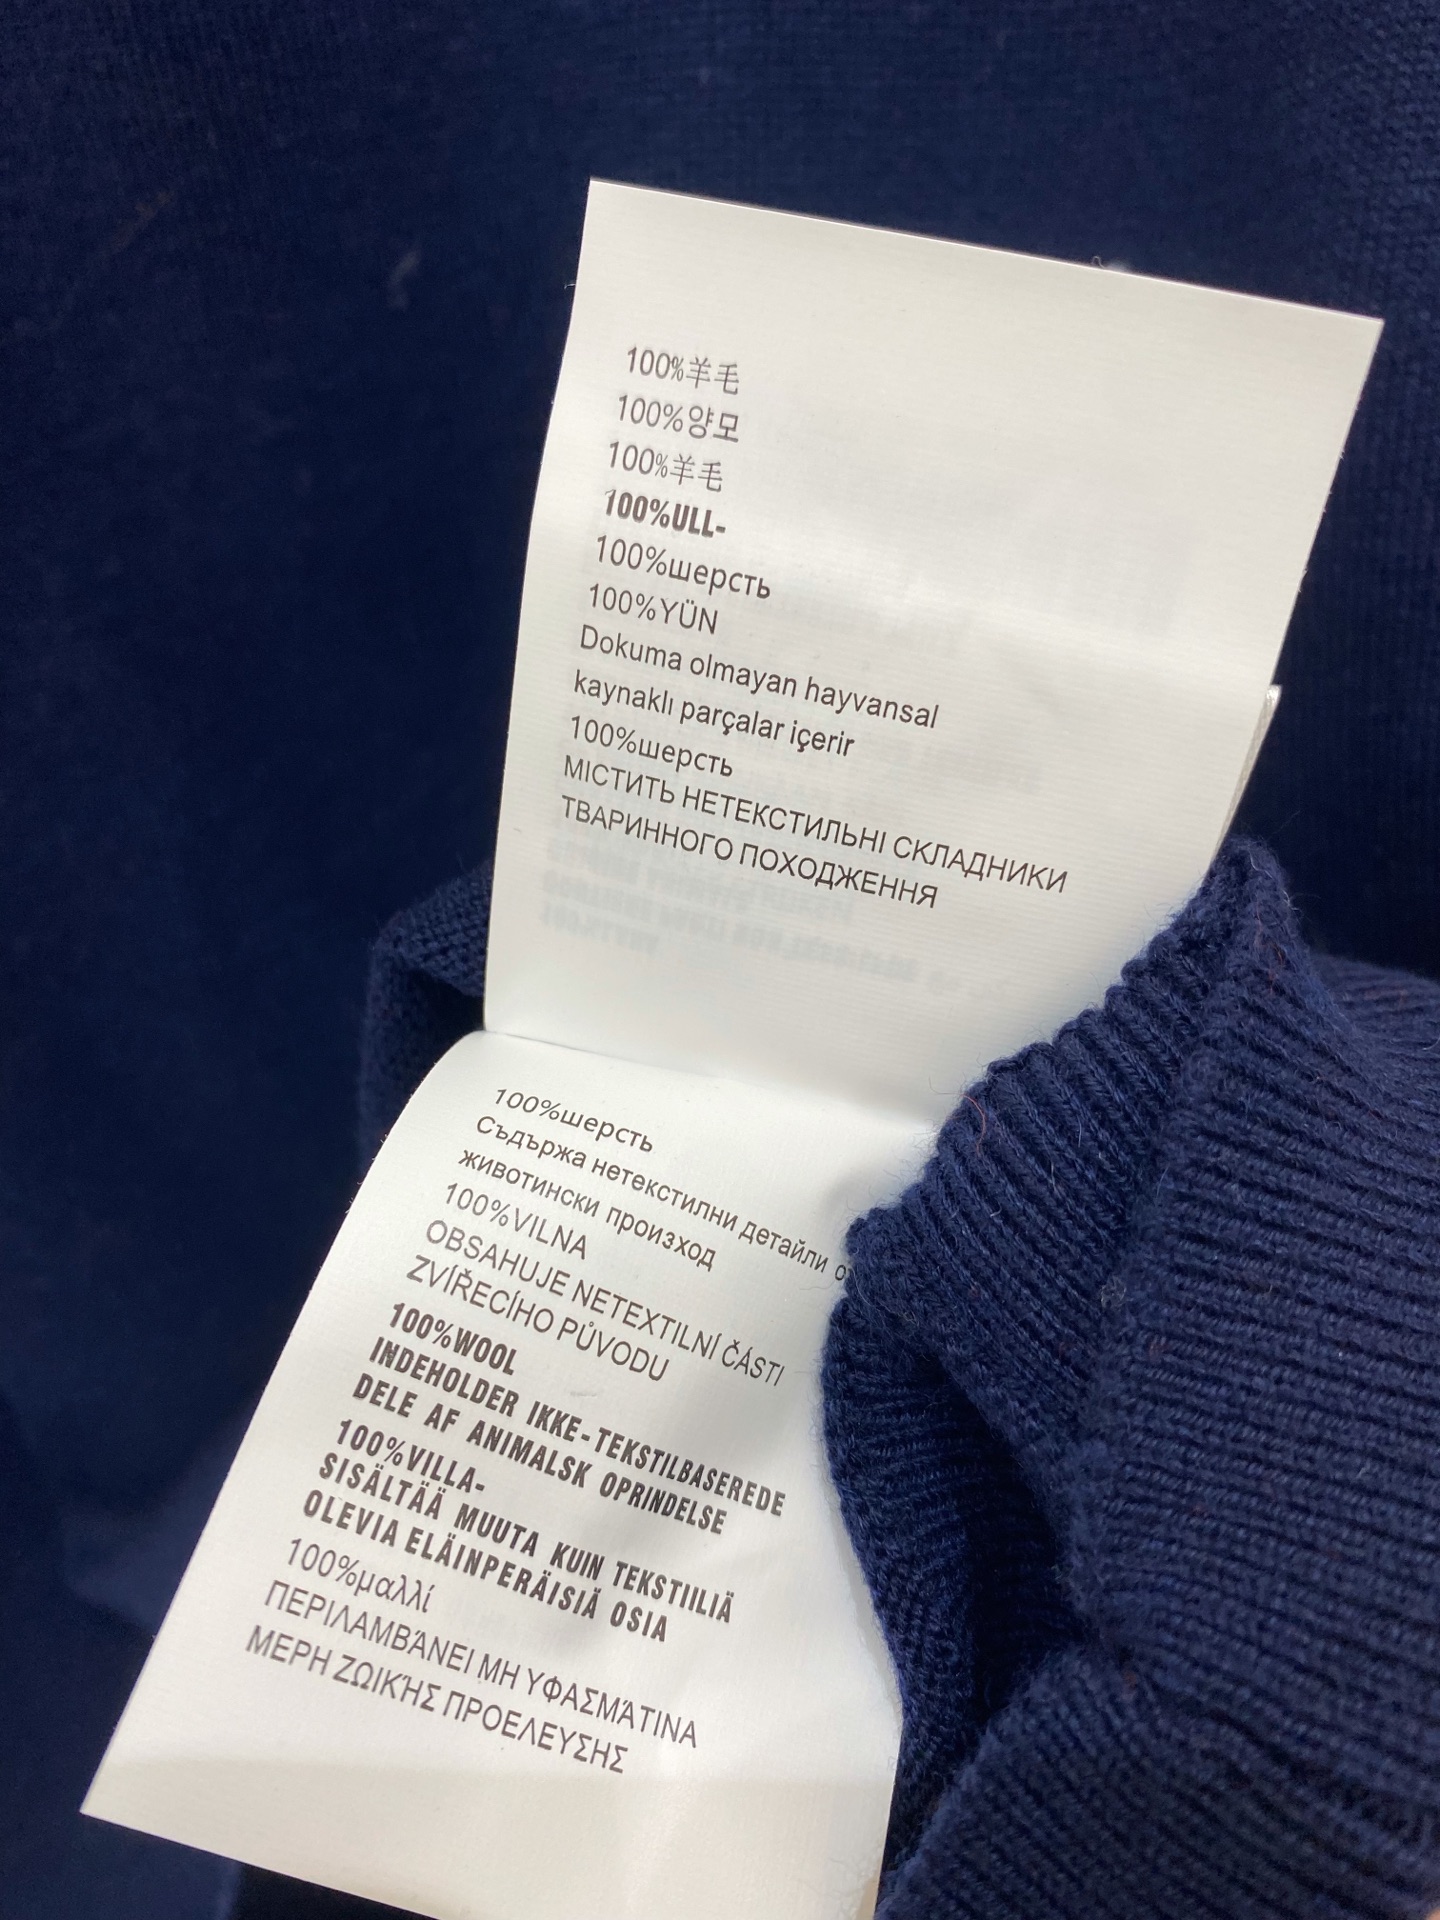 100%羊毛
100%양모
100%羊毛
100%ULL-
100%шерсть
100%YÜN
Dokuma olmayan hayvansal
kaynaklı parçalar içerir
100%шерсть
МІСТИТЬ НЕТЕКСТИЛЬНІ СКЛАДНИКИ
ТВАРИННОГО ПОХОДЖЕННЯ
100%шерсть
Съдържа нетекстилни детайли
животински произход
100%VILNA
OBSAHUJE NETEXTILNÍ ČÁSTI
ZVÍŘECÍHO PŮVODU
100%WOOL
INDEHOLDER IKKE-TEKSTILBASEREDE
DELE AF ANIMALSK OPRINDELSE
100%VILLA-
SISÄLTÄÄ MUUTA KUIN TEKSTIILIÄ
OLEVIA ELÄINPERÄISIÄ OSIA
100%μαλλί
ΠΕΡΙΛΑΜΒΆΝΕΙ ΜΗ ΥΦΑΣΜΆΤΙΝΑ
ΜΕΡΗ ΖΩΙΚΉΣ ΠΡΟΕΛΕΥΣΗΣ